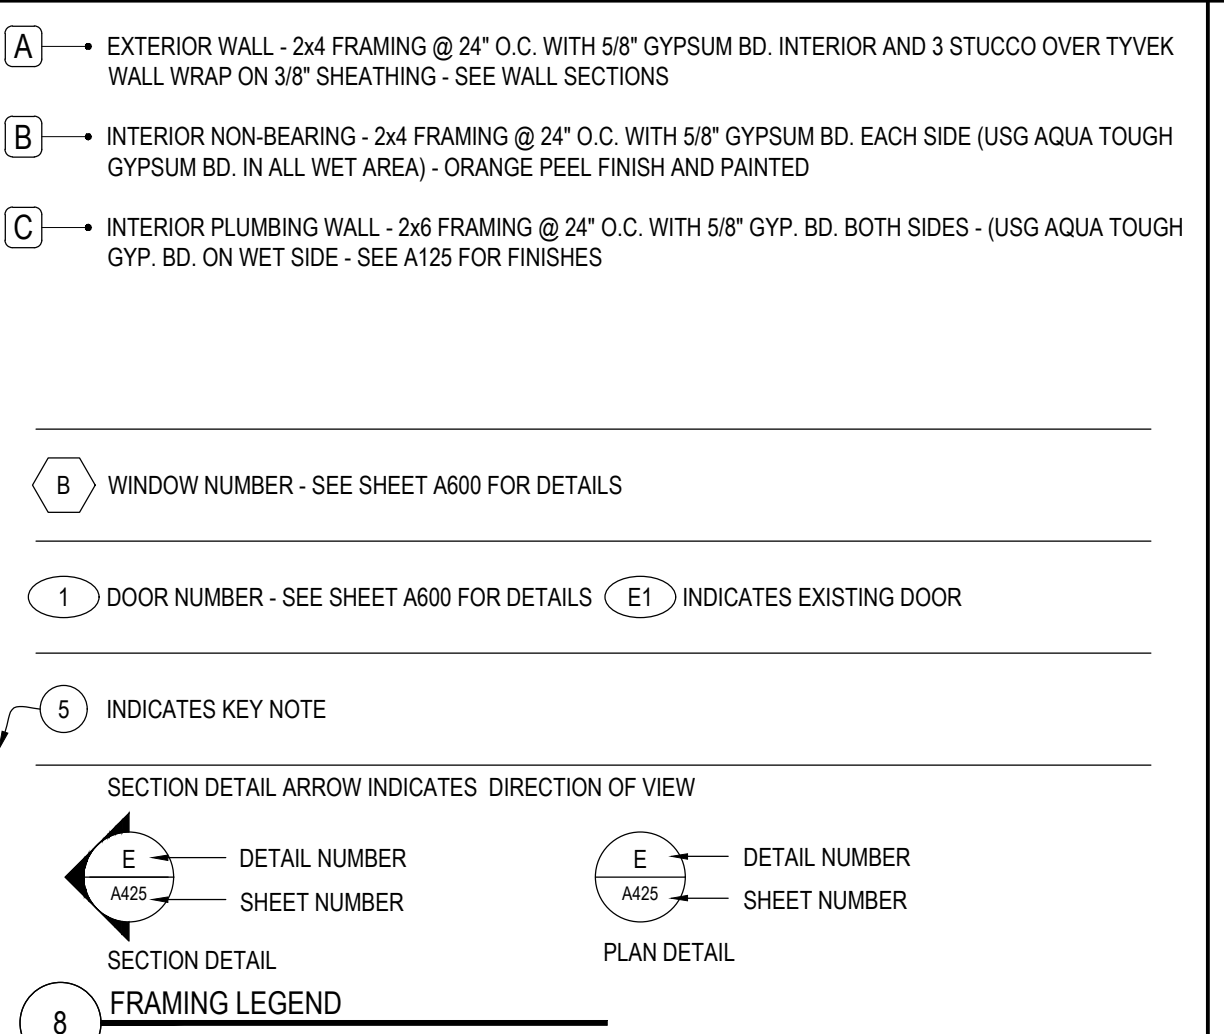 A EXTERIOR WALL - 2x4 FRAMING @ 24" O.C. WITH 5/8" GYPSUM BD. INTERIOR AND 3 STUCCO OVER TYVEK
WALL WRAP ON 3/8" SHEATHING - SEE WALL SECTIONS
B INTERIOR NON-BEARING - 2x4 FRAMING @ 24" O.C. WITH 5/8" GYPSUM BD. EACH SIDE (USG AQUA TOUGH
GYPSUM BD. IN ALL WET AREA) - ORANGE PEEL FINISH AND PAINTED
C INTERIOR PLUMBING WALL - 2x6 FRAMING @ 24" O.C. WITH 5/8" GYP. BD. BOTH SIDES - (USG AQUA TOUGH
GYP. BD. ON WET SIDE - SEE A125 FOR FINISHES
B WINDOW NUMBER - SEE SHEET A600 FOR DETAILS
1 DOOR NUMBER - SEE SHEET A600 FOR DETAILS E1 INDICATES EXISTING DOOR
5 INDICATES KEY NOTE
SECTION DETAIL ARROW INDICATES DIRECTION OF VIEW
E DETAIL NUMBER E DETAIL NUMBER
A425 SHEET NUMBER A425 SHEET NUMBER
SECTION DETAIL PLAN DETAIL
8 FRAMING LEGEND